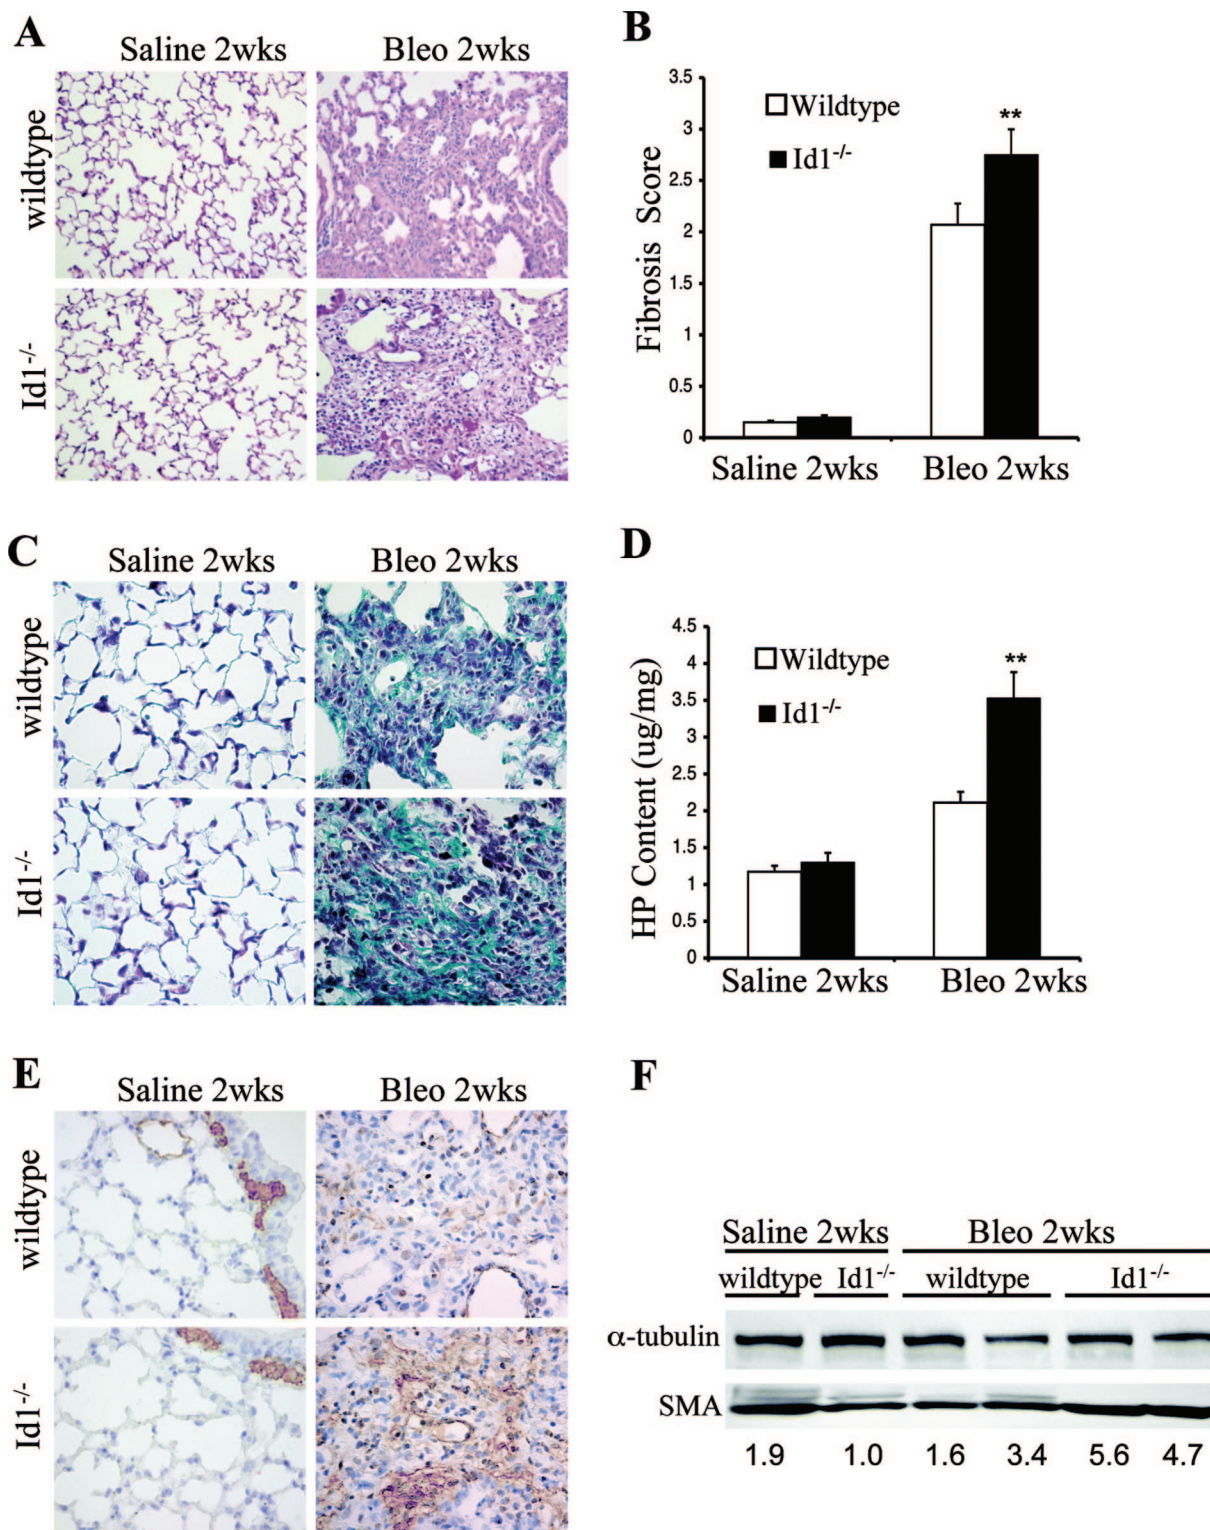 A
Saline 2wks Bleo 2wks
wildtype
Id1-/-
B
3.5
3
2.5
2
1.5
1
0.5
0
Fibrosis Score
Wildtype
Id1-/-
**
Saline 2wks Bleo 2wks
C
Saline 2wks Bleo 2wks
wildtype
Id1-/-
D
4.5
4
3.5
3
2.5
2
1.5
1
0.5
0
HP Content (ug/mg)
Wildtype
Id1-/-
**
Saline 2wks Bleo 2wks
E
Saline 2wks Bleo 2wks
wildtype
Id1-/-
F
Saline 2wks Bleo 2wks
wildtype Id1-/- wildtype Id1-/-
α-tubulin
SMA
1.9 1.0 1.6 3.4 5.6 4.7